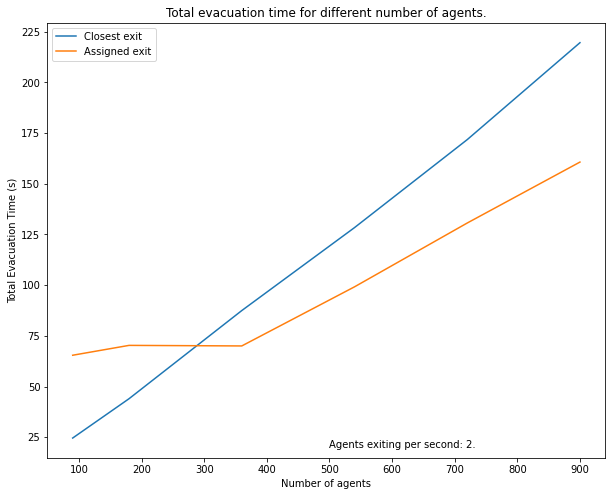 Total evacuation time for different number of agents.
Closest exit
Assigned exit
Total Evacuation Time (s)
225
200
175
150
125
100
75
50
25
Agents exiting per second: 2.
100 200 300 400 500 600 700 800 900
Number of agents